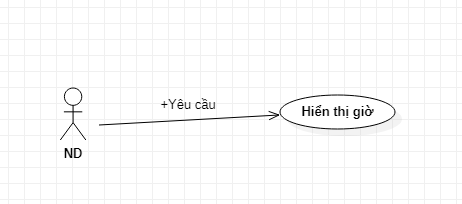 +Yêu cầu
Hiển thị giờ
ND